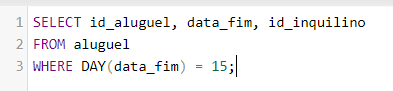 1 SELECT id_aluguel, data_fim, id_inquilino
2 FROM aluguel
3 WHERE DAY(data_fim) = 15;